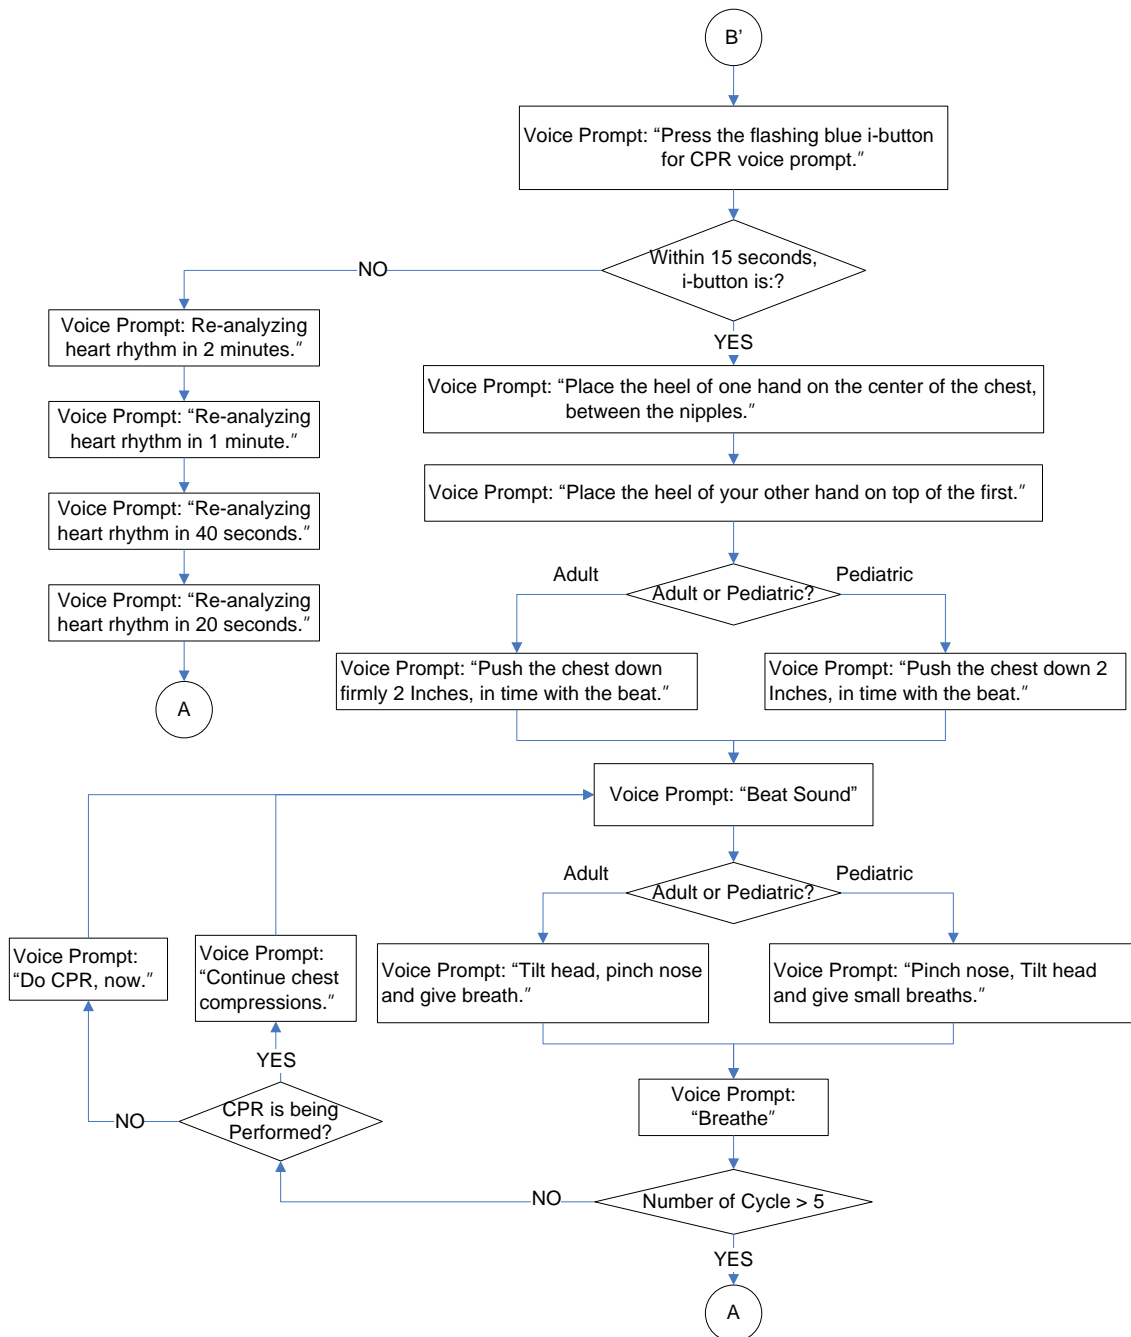 B’
Voice Prompt: “Press the flashing blue i-button
for CPR voice prompt.”
Within 15 seconds,
i-button is:?
NO
YES
Voice Prompt: Re-analyzing
heart rhythm in 2 minutes.”
Voice Prompt: “Re-analyzing
heart rhythm in 1 minute.”
Voice Prompt: “Re-analyzing
heart rhythm in 40 seconds.”
Voice Prompt: “Re-analyzing
heart rhythm in 20 seconds.”
A
Voice Prompt: “Place the heel of one hand on the center of the chest,
between the nipples.”
Voice Prompt: “Place the heel of your other hand on top of the first.”
Adult or Pediatric?
Adult
Pediatric
Voice Prompt: “Push the chest down
firmly 2 Inches, in time with the beat.”
Voice Prompt: “Push the chest down 2
Inches, in time with the beat.”
Voice Prompt: “Beat Sound”
Adult or Pediatric?
Adult
Pediatric
Voice Prompt: “Tilt head, pinch nose
and give breath.”
Voice Prompt: “Pinch nose, Tilt head
and give small breaths.”
Voice Prompt:
“Breathe”
Number of Cycle > 5
NO
YES
CPR is being
Performed?
NO
YES
Voice Prompt:
“Do CPR, now.”
Voice Prompt:
“Continue chest
compressions.”
A